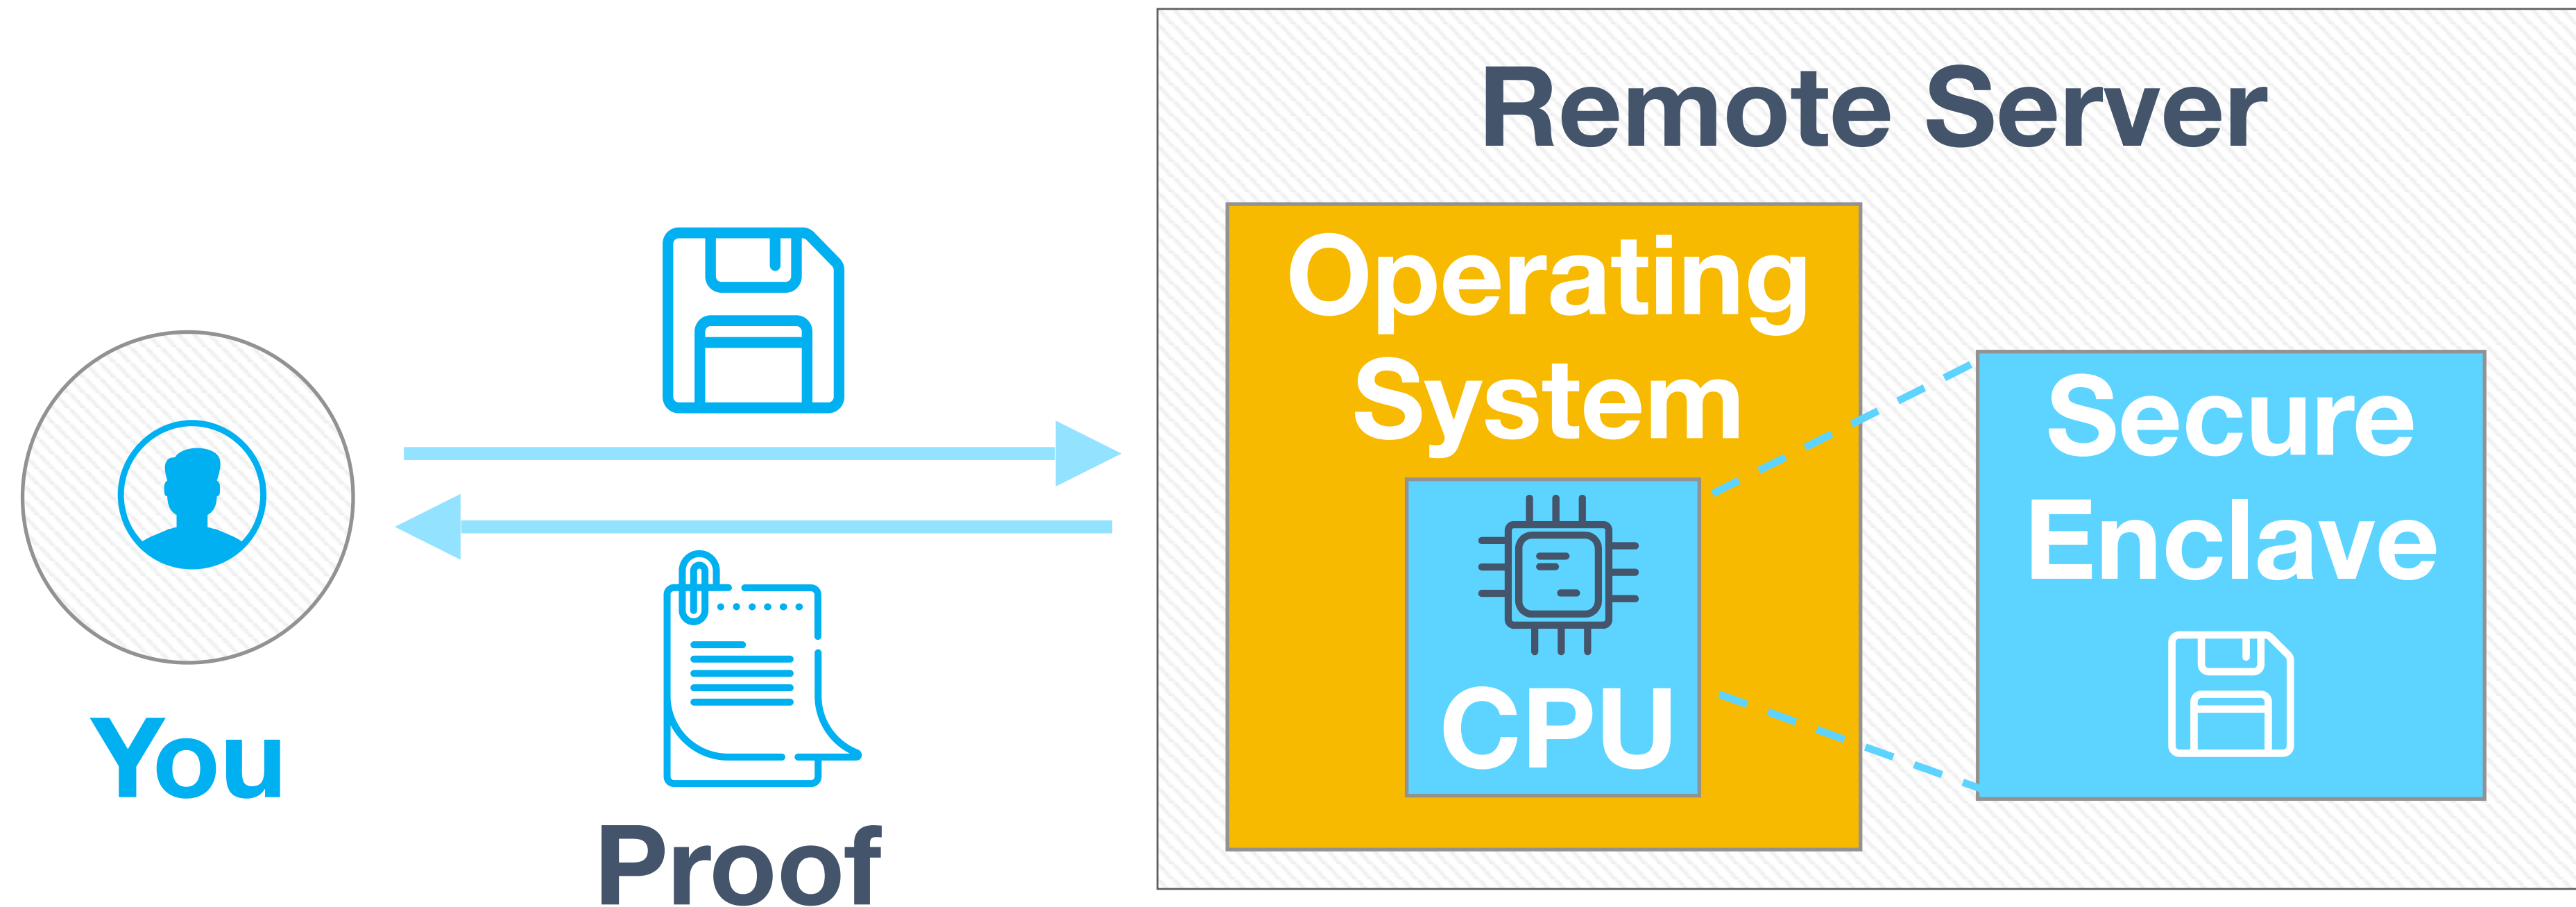 Remote Server
Operating
System
CPU
Secure
Enclave
You
Proof